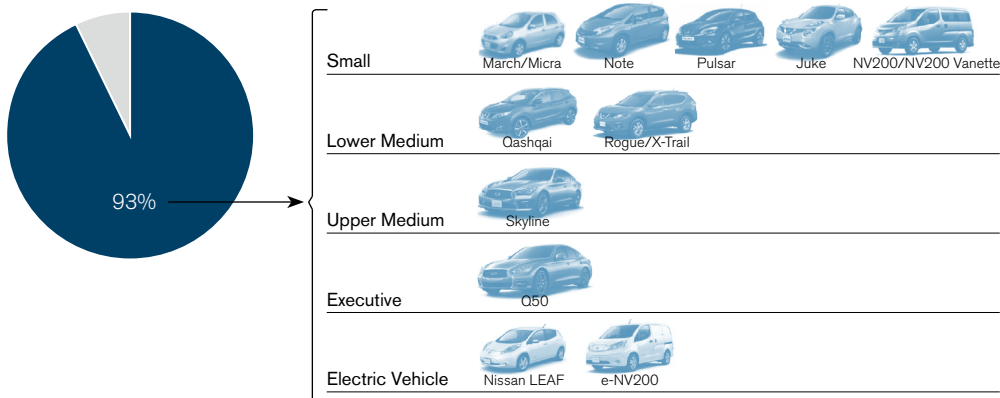 93%
Small
March/Micra
Note
Pulsar
Juke
NV200/NV200 Vanette
Lower Medium
Qashqai
Rogue/X-Trail
Upper Medium
Skyline
Executive
Q50
Electric Vehicle
Nissan LEAF
e-NV200